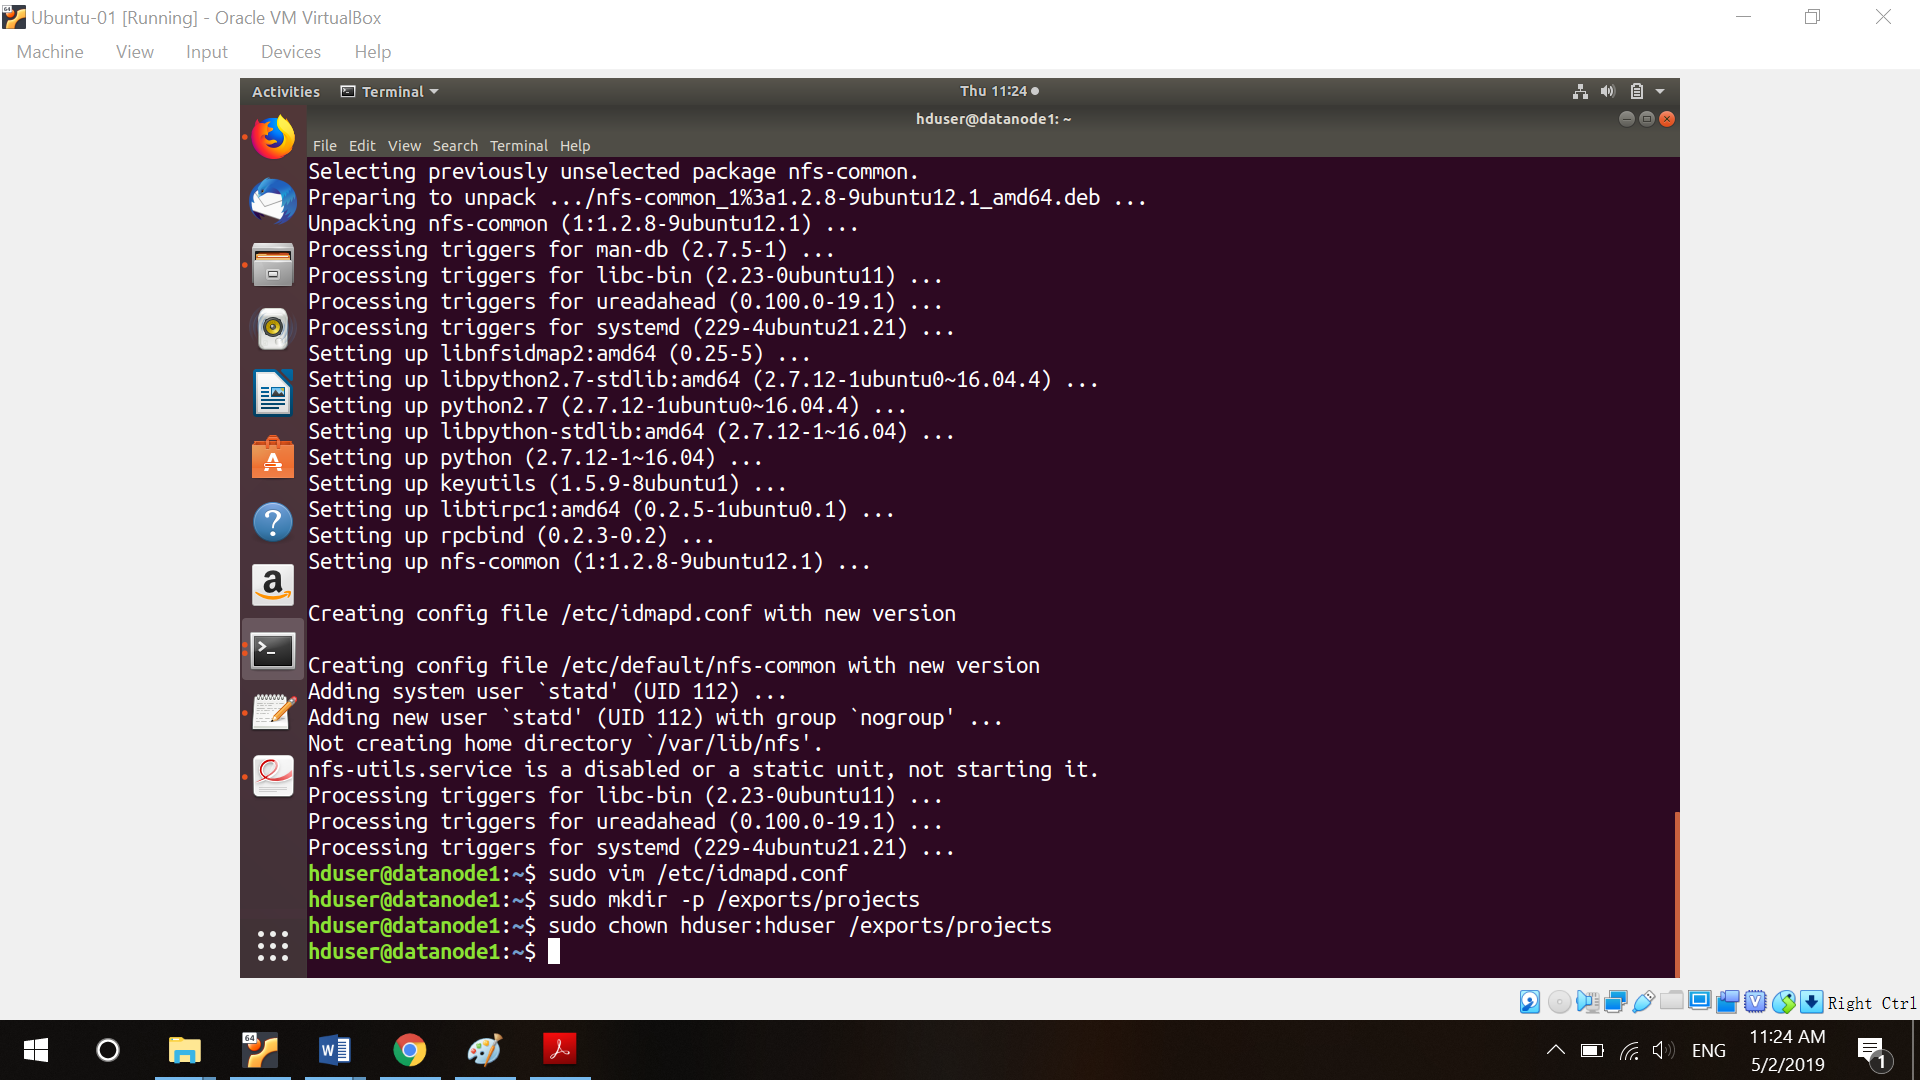 Ubuntu-01 [Running] - Oracle VM VirtualBox
Machine View Input Devices Help
Activities Terminal Thu 11:24
hduser@datanode1: ~
File Edit View Search Terminal Help
Selecting previously unselected package nfs-common.
Preparing to unpack .../nfs-common_1%3a1.2.8-9ubuntu12.1_amd64.deb ...
Unpacking nfs-common (1:1.2.8-9ubuntu12.1) ...
Processing triggers for man-db (2.7.5-1) ...
Processing triggers for libc-bin (2.23-0ubuntu11) ...
Processing triggers for ureadahead (0.100.0-19.1) ...
Processing triggers for systemd (229-4ubuntu21.21) ...
Setting up libnfsidmap2:amd64 (0.25-5) ...
Setting up libpython2.7-stdlib:amd64 (2.7.12-1ubuntu0~16.04.4) ...
Setting up python2.7 (2.7.12-1ubuntu0~16.04.4) ...
Setting up libpython-stdlib:amd64 (2.7.12-1~16.04) ...
Setting up python (2.7.12-1~16.04) ...
Setting up keyutils (1.5.9-8ubuntu1) ...
Setting up libtirpc1:amd64 (0.2.5-1ubuntu0.1) ...
Setting up rpcbind (0.2.3-0.2) ...
Setting up nfs-common (1:1.2.8-9ubuntu12.1) ...
Creating config file /etc/idmapd.conf with new version
Creating config file /etc/default/nfs-common with new version
Adding system user `statd' (UID 112) ...
Adding new user `statd' (UID 112) with group `nogroup' ...
Not creating home directory `/var/lib/nfs'.
nfs-utils.service is a disabled or a static unit, not starting it.
Processing triggers for libc-bin (2.23-0ubuntu11) ...
Processing triggers for ureadahead (0.100.0-19.1) ...
Processing triggers for systemd (229-4ubuntu21.21) ...
hduser@datanode1:~$ sudo vim /etc/idmapd.conf
hduser@datanode1:~$ sudo mkdir -p /exports/projects
hduser@datanode1:~$ sudo chown hduser:hduser /exports/projects
hduser@datanode1:~$
Right Ctrl
ENG
11:24 AM
5/2/2019
1